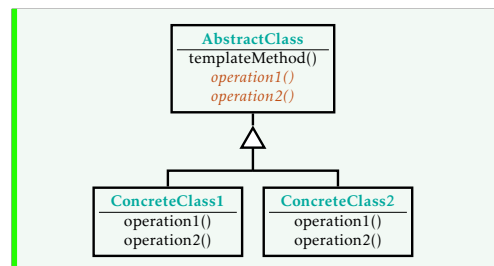 AbstractClass
templateMethod()
operation1()
operation2()
ConcreteClass1
operation1()
operation2()
ConcreteClass2
operation1()
operation2()